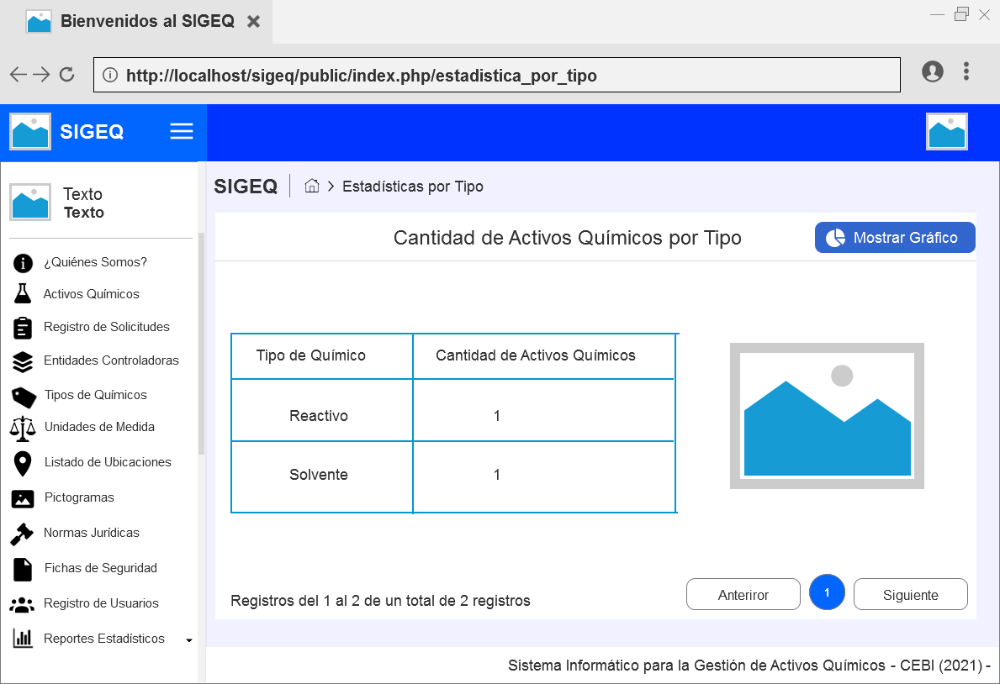 Bienvenidos al SIGEQ
http://localhost/sigeq/public/index.php/estadistica_por_tipo
SIGEQ
Texto
Texto
¿Quiénes Somos?
Activos Químicos
Registro de Solicitudes
Entidades Controladoras
Tipos de Químicos
Unidades de Medida
Listado de Ubicaciones
Pictogramas
Normas Jurídicas
Fichas de Seguridad
Registro de Usuarios
Reportes Estadísticos
SIGEQ
Estadísticas por Tipo
Cantidad de Activos Químicos por Tipo
Mostrar Gráfico
Tipo de Químico Cantidad de Activos Químicos
Reactivo 1
Solvente 1
Registros del 1 al 2 de un total de 2 registros
Anteriror 1 Siguiente
Sistema Informático para la Gestión de Activos Químicos - CEBI (2021) -